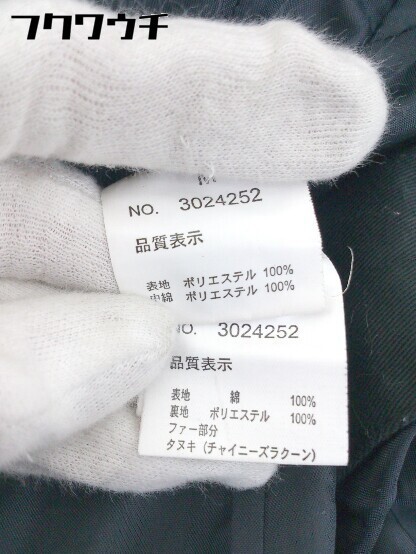 フクワウチ
M
NO. 3024252
品質表示
表地 ポリエステル 100%
中綿 ポリエステル 100%
NO. 3024252
品質表示
表地 綿 100%
裏地 ポリエステル 100%
ファー部分
タヌキ(チャイニーズラクーン)